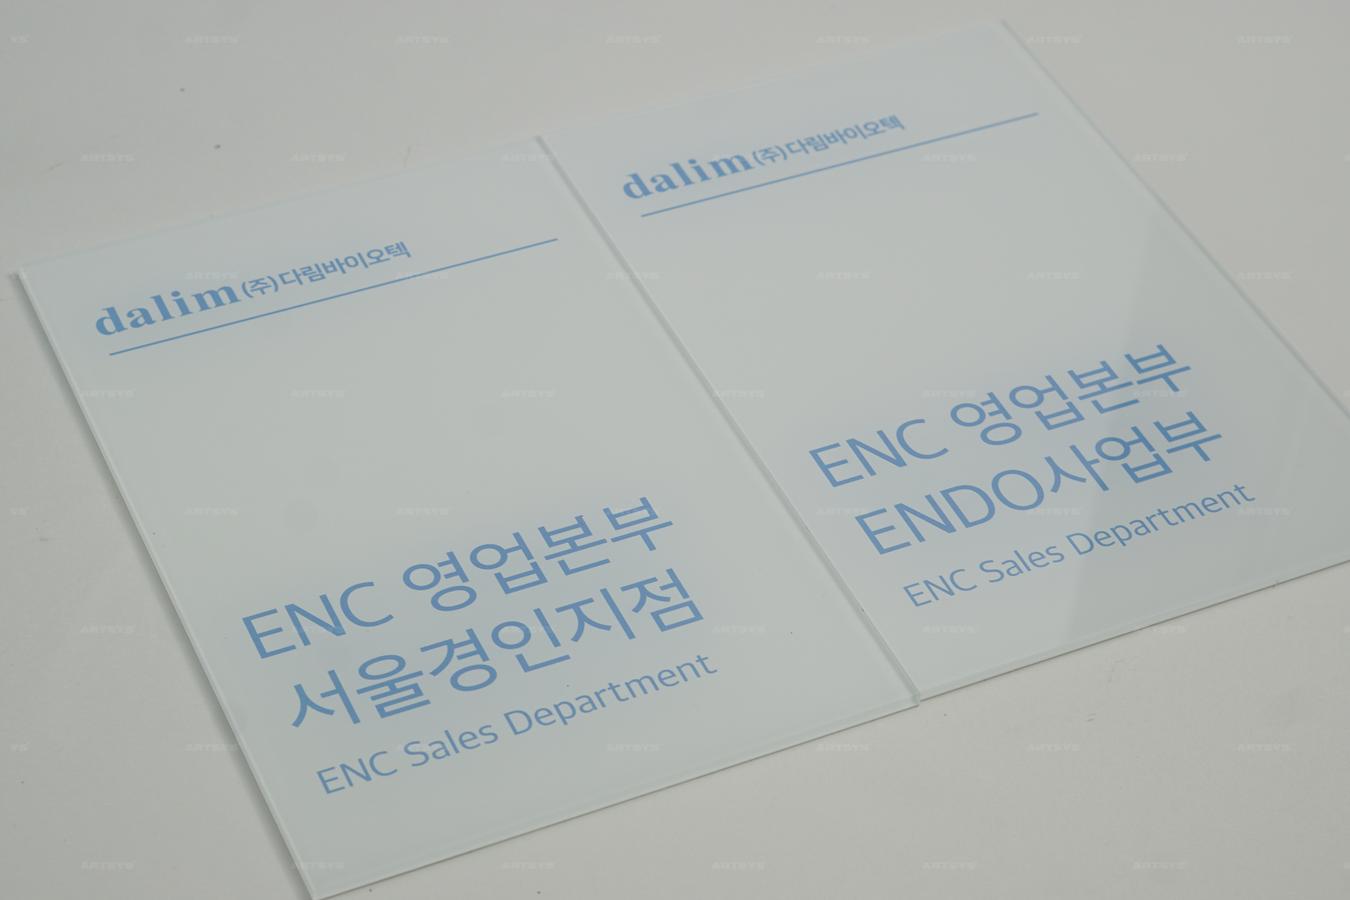 dalim (주)다림바이오텍
ENC 영업본부
서울경인지점
ENC Sales Department
dalim (주)다림바이오텍
ENC 영업본부
ENDO사업부
ENC Sales Department
ARTSYS